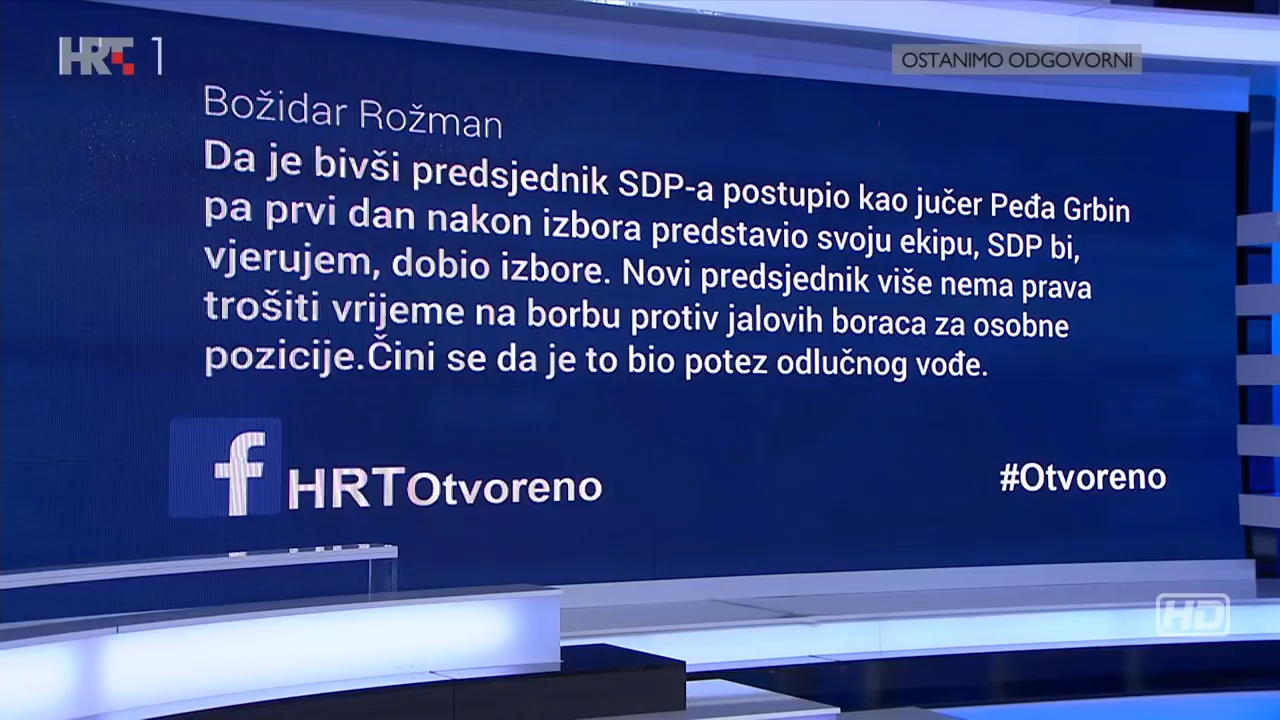 HRT 1
OSTANIMO ODGOVORNI
Božidar Rožman
Da je bivši predsjednik SDP-a postupio kao jučer Peđa Grbin
pa prvi dan nakon izbora predstavio svoju ekipu, SDP bi,
vjerujem, dobio izbore. Novi predsjednik više nema prava
trošiti vrijeme na borbu protiv jalovih boraca za osobne
pozicije.Čini se da je to bio potez odlučnog vođe.
f HRTOtvoreno
#Otvoreno
HD